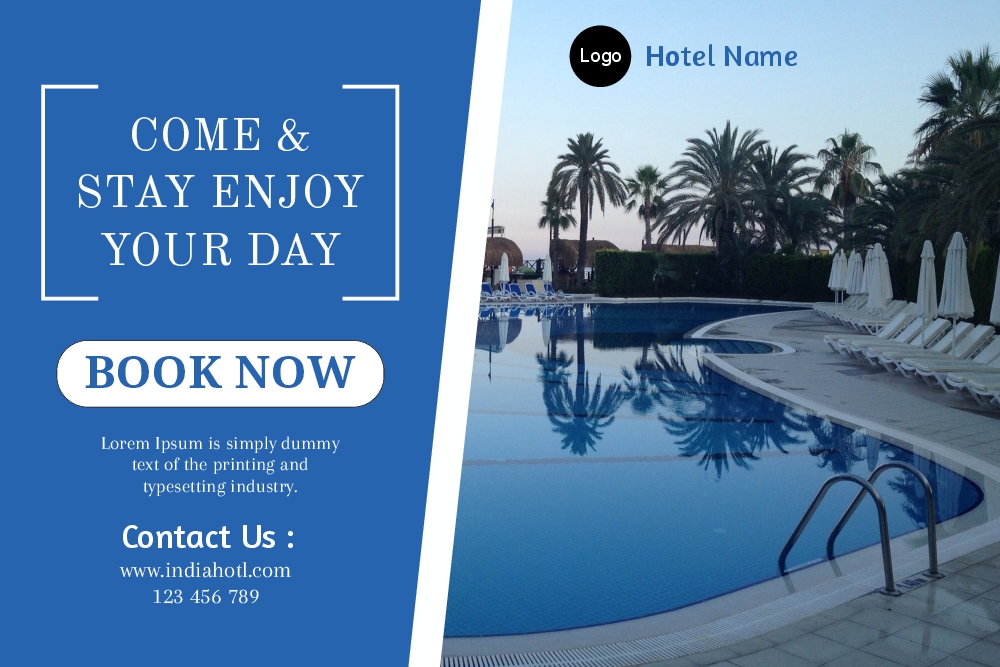 COME &
STAY ENJOY
YOUR DAY
BOOK NOW
Lorem Ipsum is simply dummy
text of the printing and
typesetting industry.
Contact Us :
www.indiahotl.com
123 456 789
Logo
Hotel Name